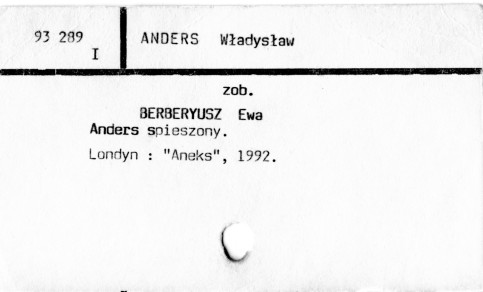 93 289
I
ANDERS Władysław
zob.
BERBERYUSZ Ewa
Anders spieszony.
Londyn : "Aneks", 1992.